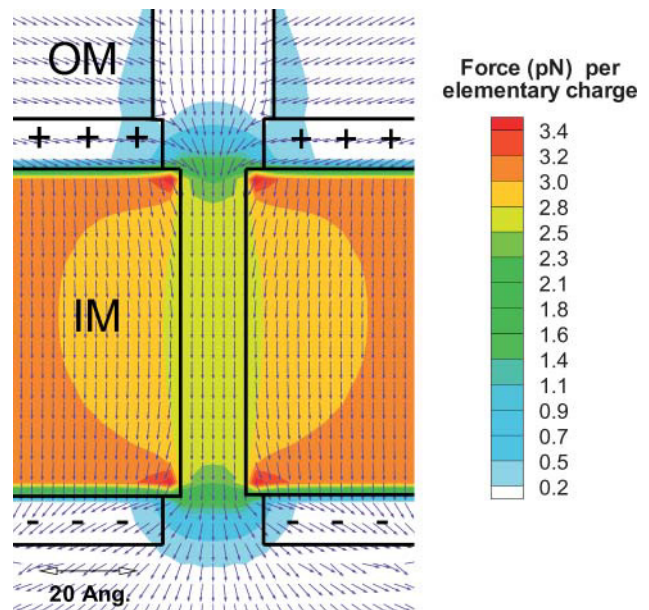 OM
Force (pN) per
elementary charge
+ + + + + +
3.4
3.2
3.0
2.8
2.5
2.3
2.1
1.8
1.6
1.4
1.1
0.9
0.7
0.5
0.2
IM
- - - - - -
20 Ang.